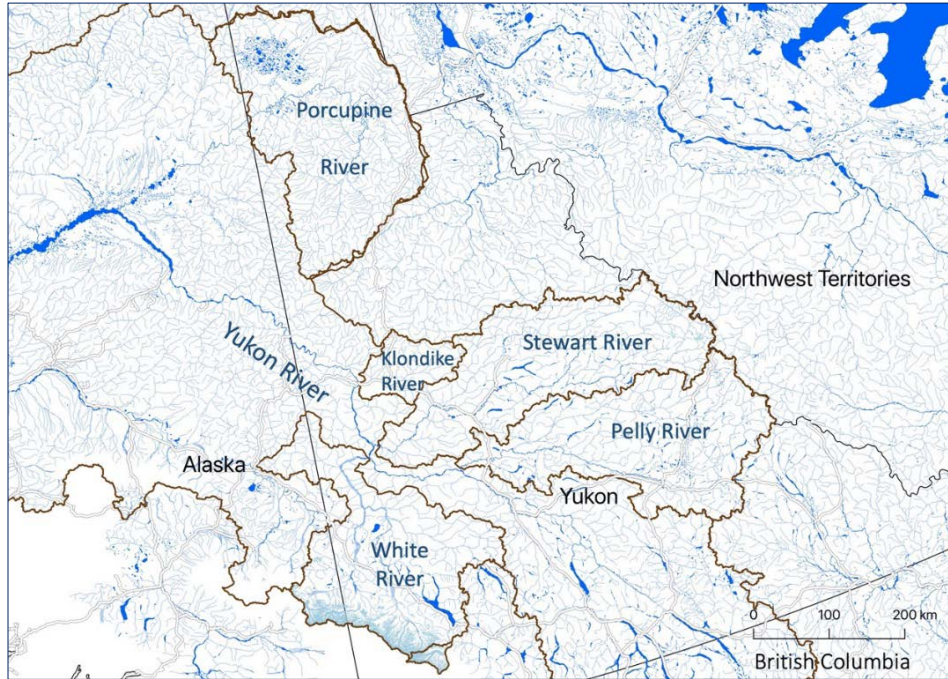 Porcupine
River
Northwest Territories
Yukon River
Klondike
River
Stewart River
Pelly River
Alaska
Yukon
White
River
0 100 200 km
British Columbia